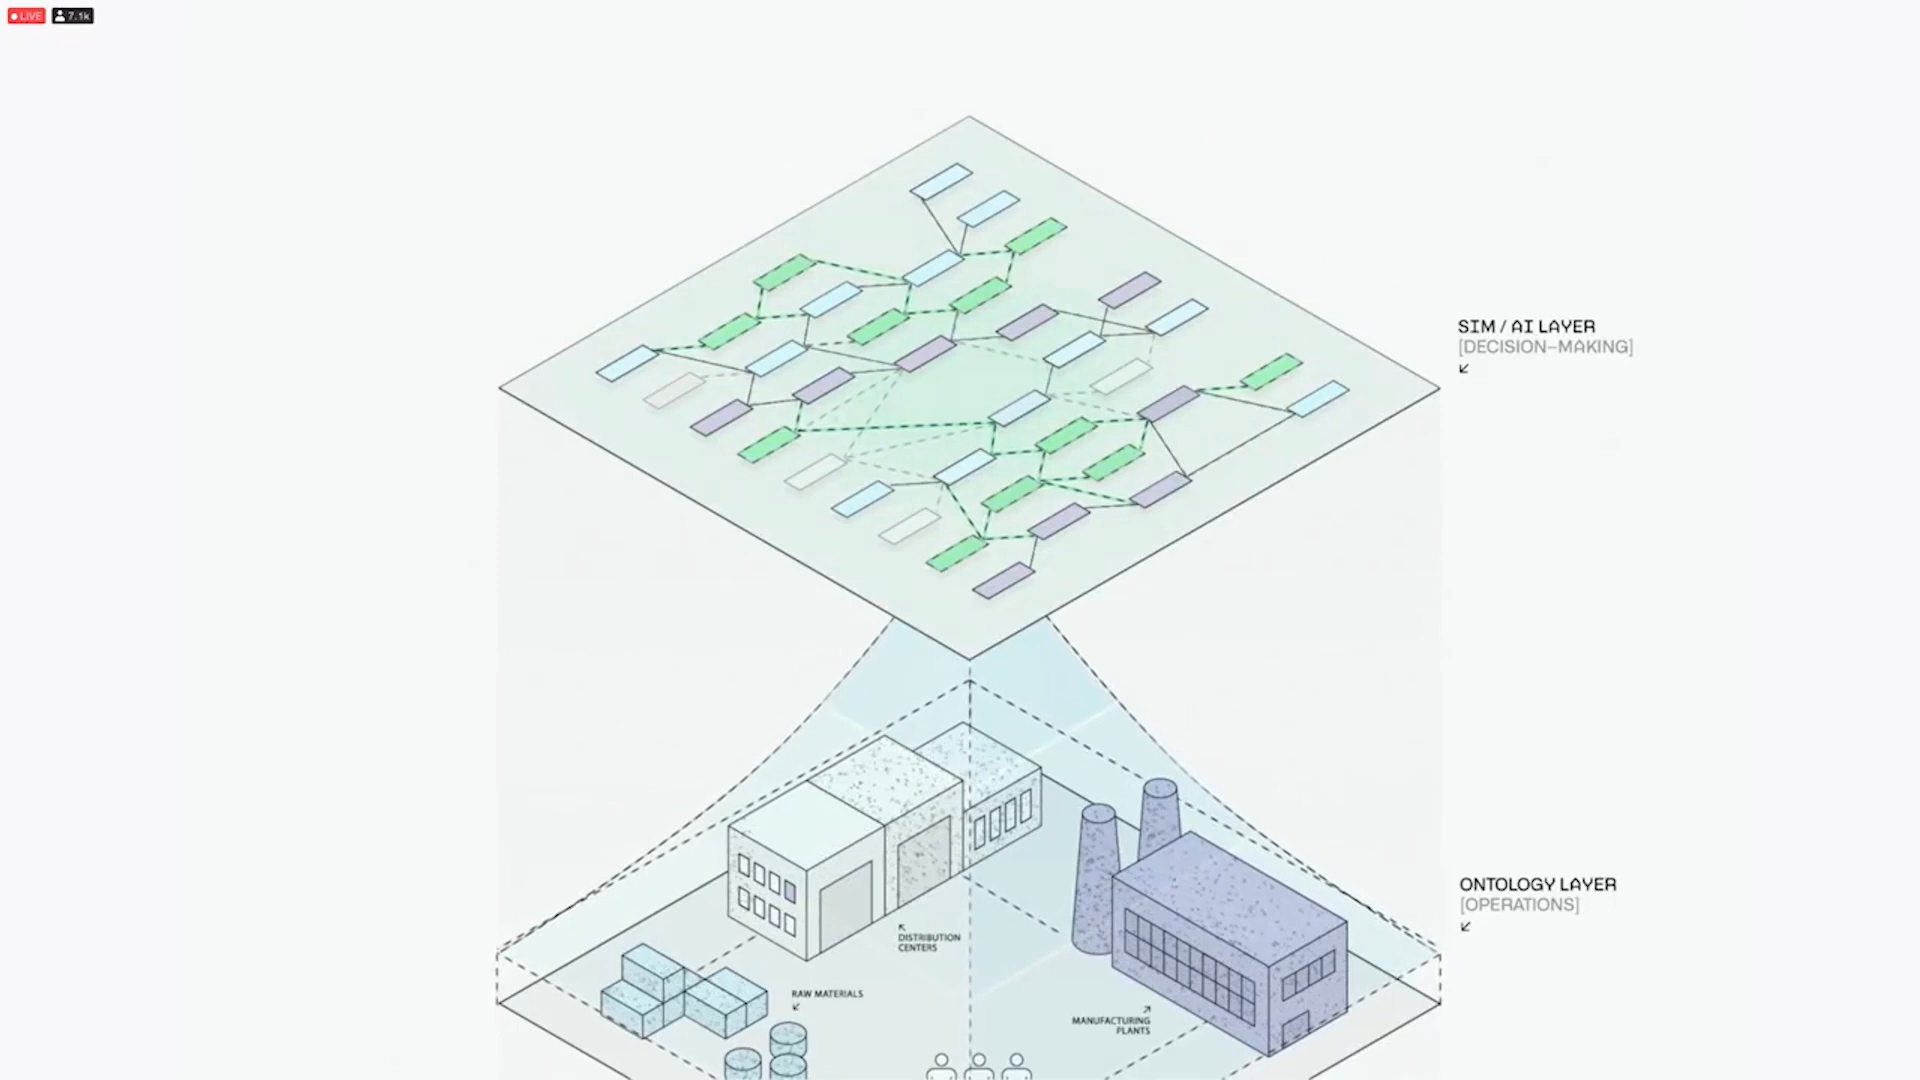 LIVE 7.1k
SIM / AI LAYER
[DECISION–MAKING]
ONTOLOGY LAYER
[OPERATIONS]
DISTRIBUTION
CENTERS
RAW MATERIALS
MANUFACTURING
PLANTS